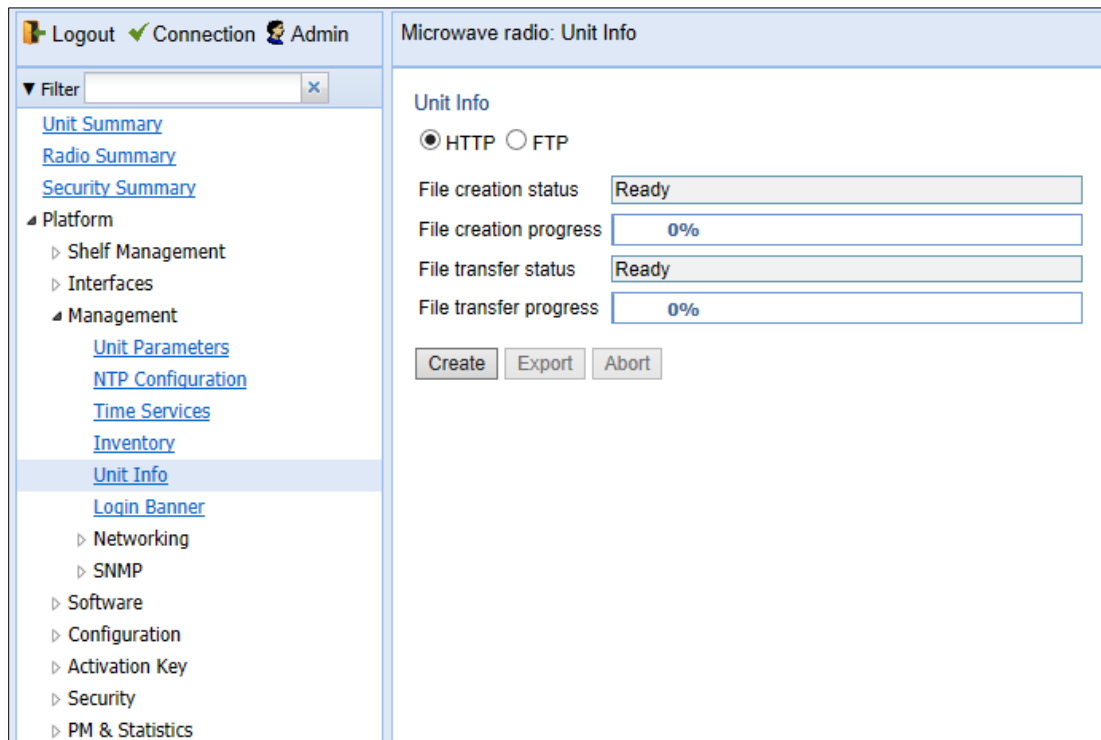 Logout Connection Admin
Filter
Unit Summary
Radio Summary
Security Summary
Platform
Shelf Management
Interfaces
Management
Unit Parameters
NTP Configuration
Time Services
Inventory
Unit Info
Login Banner
Networking
SNMP
Software
Configuration
Activation Key
Security
PM & Statistics
Microwave radio: Unit Info
Unit Info
HTTP FTP
File creation status Ready
File creation progress 0%
File transfer status Ready
File transfer progress 0%
Create Export Abort